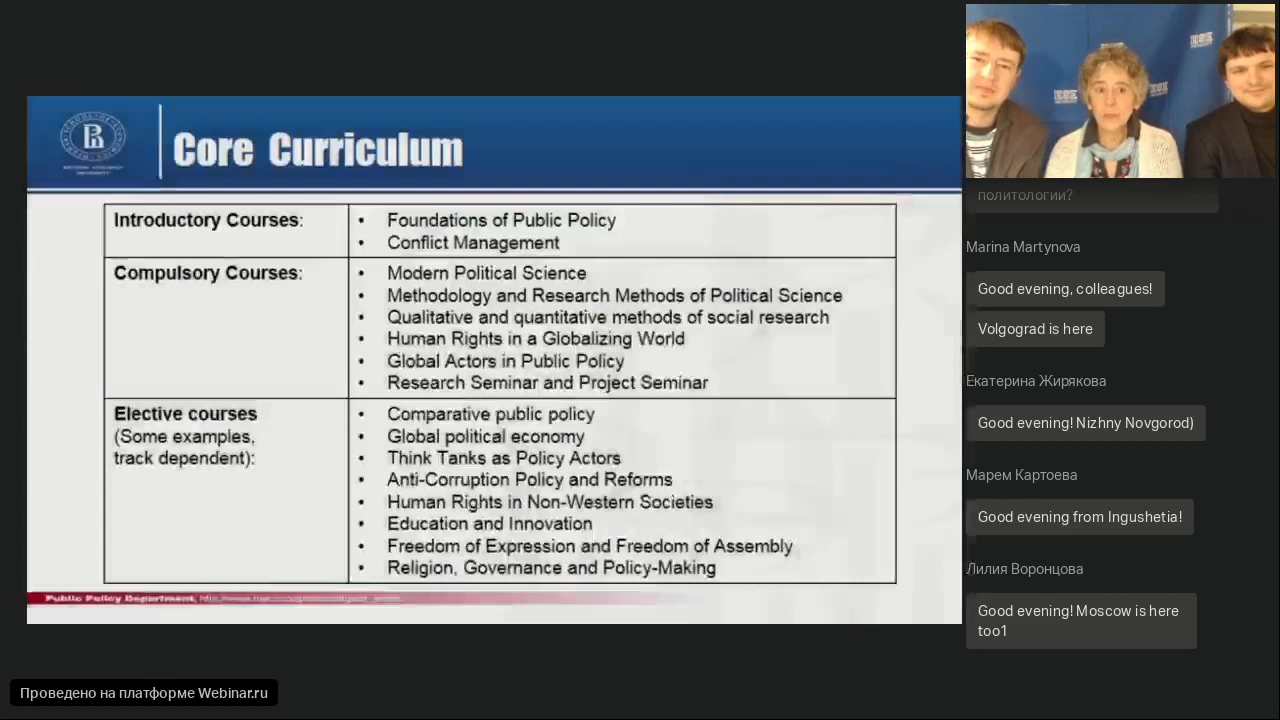 Core Curriculum
Introductory Courses:
• Foundations of Public Policy
• Conflict Management
Compulsory Courses:
• Modern Political Science
• Methodology and Research Methods of Political Science
• Qualitative and quantitative methods of social research
• Human Rights in a Globalizing World
• Global Actors in Public Policy
• Research Seminar and Project Seminar
Elective courses
(Some examples,
track dependent):
• Comparative public policy
• Global political economy
• Think Tanks as Policy Actors
• Anti-Corruption Policy and Reforms
• Human Rights in Non-Western Societies
• Education and Innovation
• Freedom of Expression and Freedom of Assembly
• Religion, Governance and Policy-Making
Public Policy Department,
политологии?
Marina Martynova
Good evening, colleagues!
Volgograd is here
Екатерина Жирякова
Good evening! Nizhny Novgorod)
Марем Картоева
Good evening from Ingushetia!
Лилия Воронцова
Good evening! Moscow is here
too1
Проведено на платформе Webinar.ru